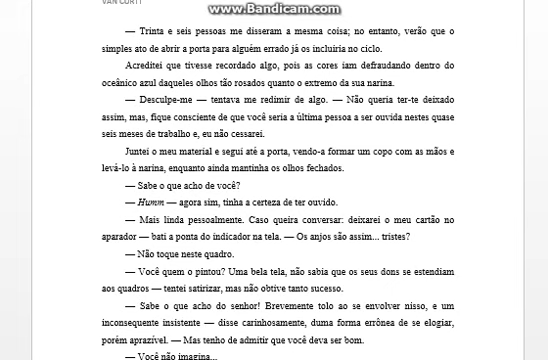 VAN CURTT
www.Bandicam.com
— Trinta e seis pessoas me disseram a mesma coisa; no entanto, verão que o
simples ato de abrir a porta para alguém errado já os incluiria no ciclo.
Acreditei que tivesse recordado algo, pois as cores iam defraudando dentro do
oceânico azul daqueles olhos tão rosados quanto o extremo da sua narina.
— Desculpe-me — tentava me redimir de algo. — Não queria ter-te deixado
assim, mas, fique consciente de que você seria a última pessoa a ser ouvida nestes quase
seis meses de trabalho e, eu não cessarei.
Juntei o meu material e segui até a porta, vendo-a formar um copo com as mãos e
levá-lo à narina, enquanto ainda mantinha os olhos fechados.
— Sabe o que acho de você?
— Humm — agora sim, tinha a certeza de ter ouvido.
— Mais linda pessoalmente. Caso queira conversar: deixarei o meu cartão no
aparador — bati a ponta do indicador na tela. — Os anjos são assim... tristes?
— Não toque neste quadro.
— Você quem o pintou? Uma bela tela, não sabia que os seus dons se estendiam
aos quadros — tentei satirizar, mas não obtive tanto sucesso.
— Sabe o que acho do senhor! Brevemente tolo ao se envolver nisso, e um
inconsequente insistente — disse carinhosamente, duma forma errônea de se elogiar,
porém aprazível. — Mas tenho de admitir que você deva ser bom.
— Você não imagina...